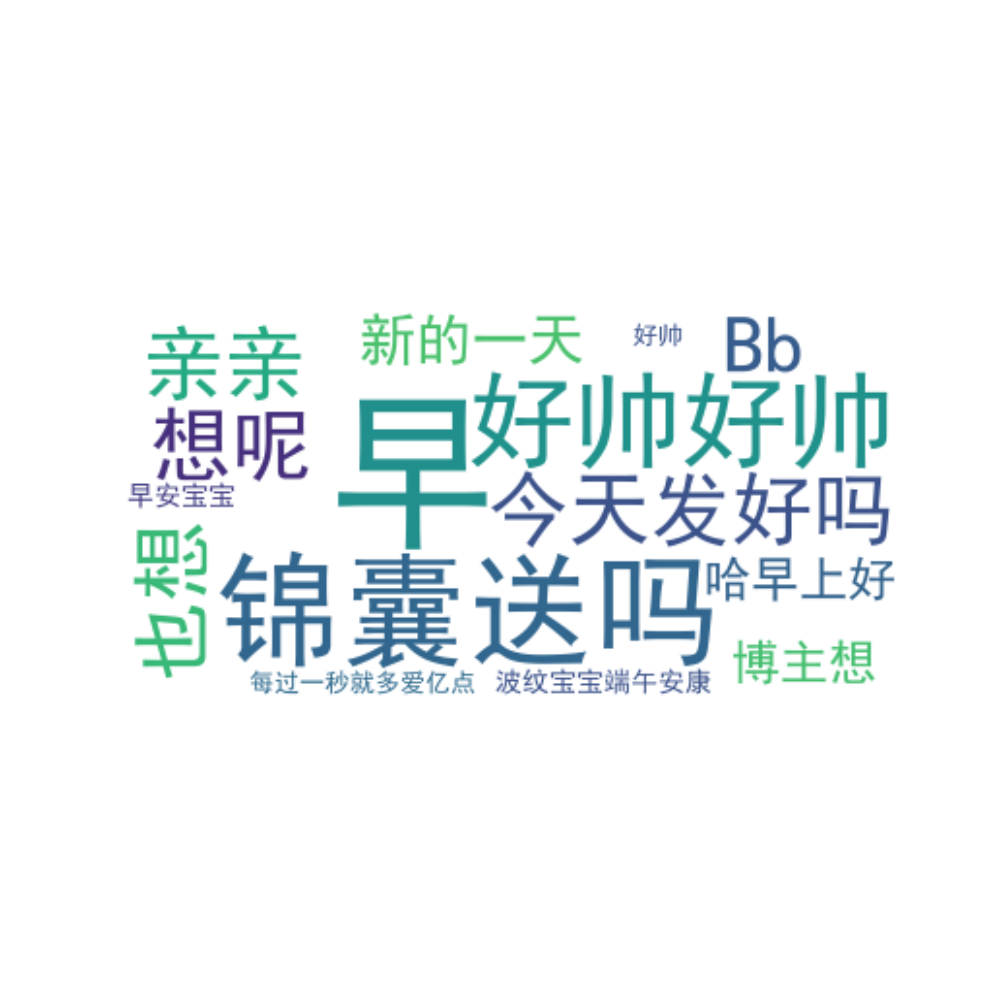 新的一天
好帅
Bb
亲亲
好帅好帅
早
想呢
今天发好吗
早安宝宝
也想
锦囊送吗
哈早上好
博主想
每过一秒就多爱亿点
波纹宝宝端午安康